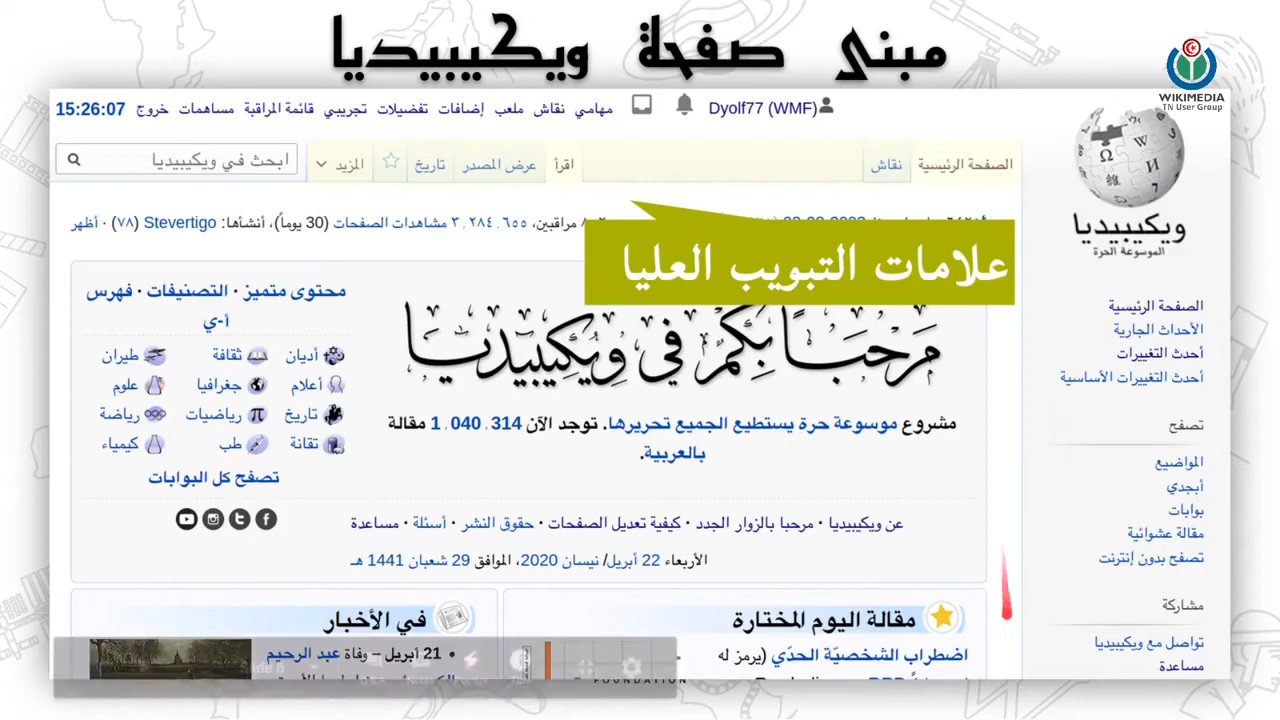 مبنى صفحة ويكيبيديا
WIKIMEDIA
TN User Group
Dyolf77 (WMF) مهامي نقاش ملعب إضافات تفضيلات تجريبي قائمة المراقبة مساهمات خروج 15:26:07
الصفحة الرئيسية نقاش اقرأ عرض المصدر تاريخ المزيد ابحث في ويكيبيديا
ويكيبيديا
الموسوعة الحرة
مراقبين، ٣٬٢٨٤٬٦٥٥ مشاهدات الصفحات (30 يوماً)، أنشأها: Stevertigo (٧٨) · أظهر
علامات التبويب العليا
مَرحَبًا بِكُم في ويكيبيديا
مشروع موسوعة حرة يستطيع الجميع تحريرها. توجد الآن 314٬040٬1 مقالة
بالعربية.
محتوى متميز · التصنيفات · فهرس
أ-ي
أديان ثقافة طيران
أعلام جغرافيا علوم
تاريخ رياضيات رياضة
تقانة طب كيمياء
تصفح كل البوابات
عن ويكيبيديا · مرحبا بالزوار الجدد · كيفية تعديل الصفحات · حقوق النشر · أسئلة · مساعدة
الأربعاء 22 أبريل/ نيسان 2020، الموافق 29 شعبان 1441 هـ
الصفحة الرئيسية
الأحداث الجارية
أحدث التغييرات
أحدث التغييرات الأساسية
تصفح
المواضيع
أبجدي
بوابات
مقالة عشوائية
تصفح بدون إنترنت
مشاركة
تواصل مع ويكيبيديا
مساعدة
مقالة اليوم المختارة
اضطراب الشخصيّة الحدّي (يرمز له
في الأخبار
• 21 أبريل – وفاة عبد الرحيم
FOUNDATION